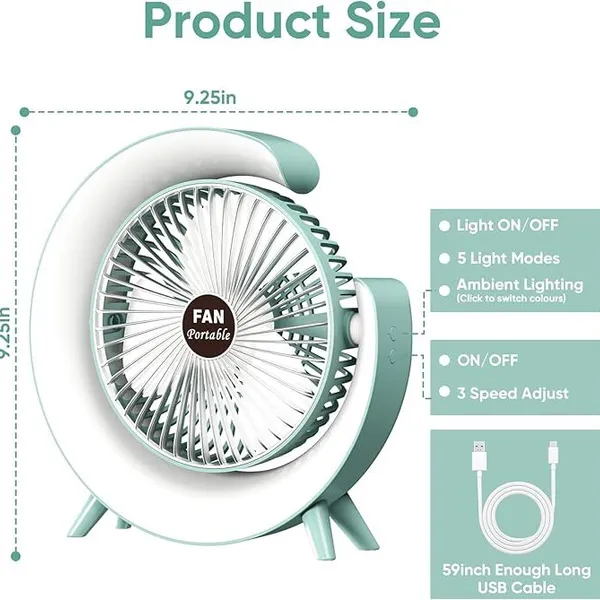 Product Size
9.25in
9.25in
FAN
Portable
Light ON/OFF
5 Light Modes
Ambient Lighting
(Click to switch colours)
ON/OFF
3 Speed Adjust
59inch Enough Long
USB Cable